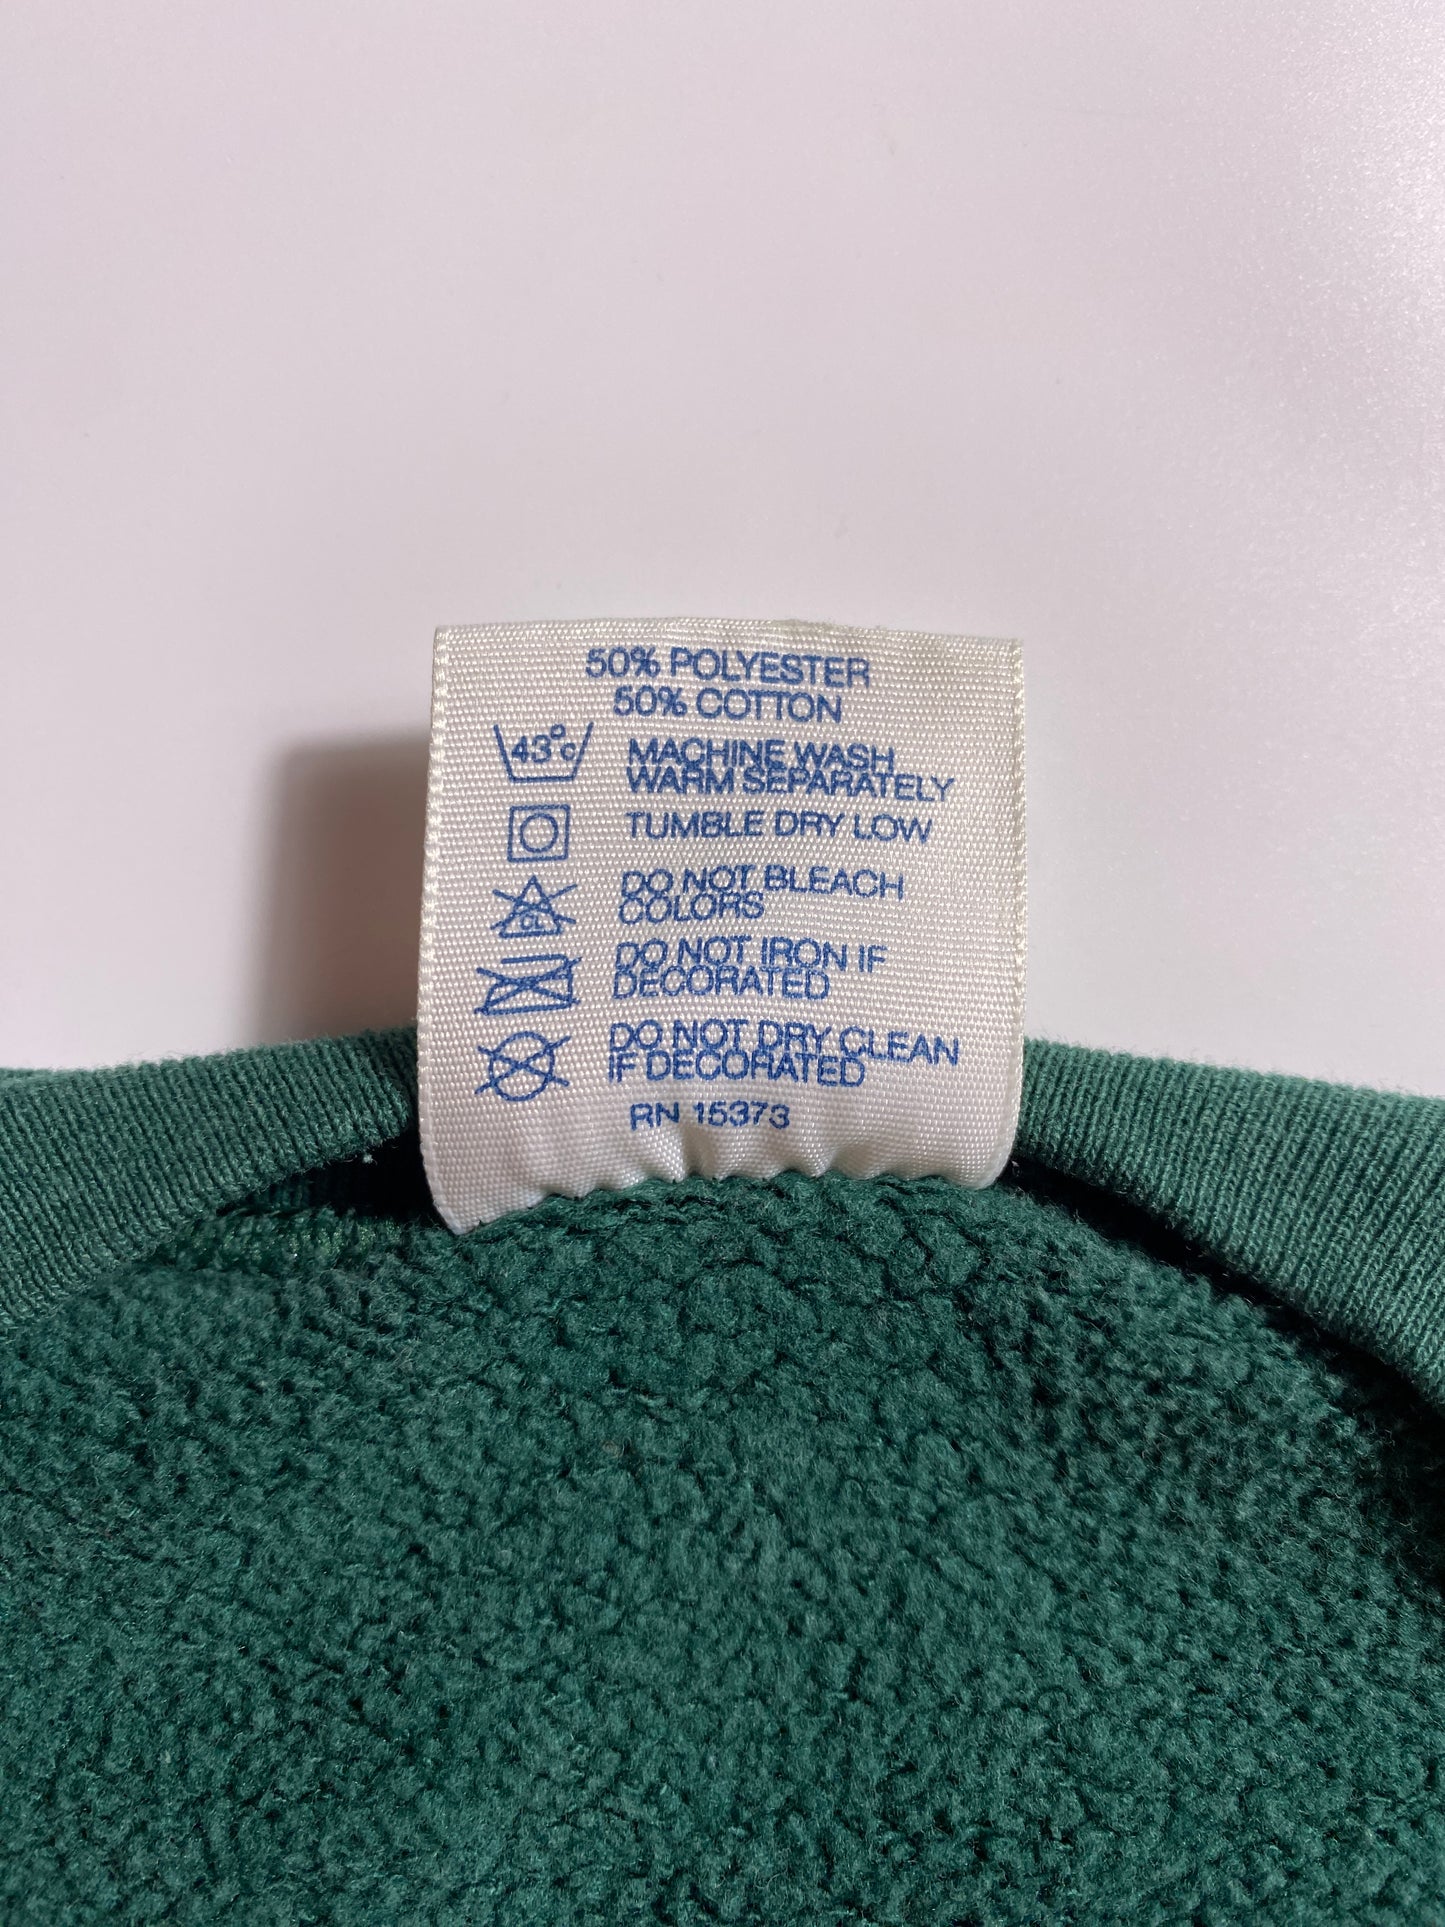 50% POLYESTER
50% COTTON
43°C MACHINE WASH
WARM SEPARATELY
TUMBLE DRY LOW
DO NOT BLEACH
CL COLORS
DO NOT IRON IF
DECORATED
DO NOT DRY CLEAN
IF DECORATED
RN 15373